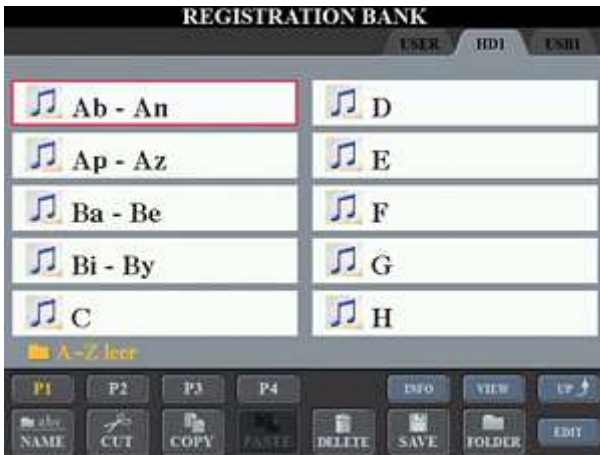 REGISTRATION BANK
USER HD1 USB1
Ab - An
D
Ap - Az
E
Ba - Be
F
Bi - By
G
C
H
A-Z leer
P1 P2 P3 P4 INFO VIEW UP
abc
NAME CUT COPY PASTE DELETE SAVE FOLDER EDIT